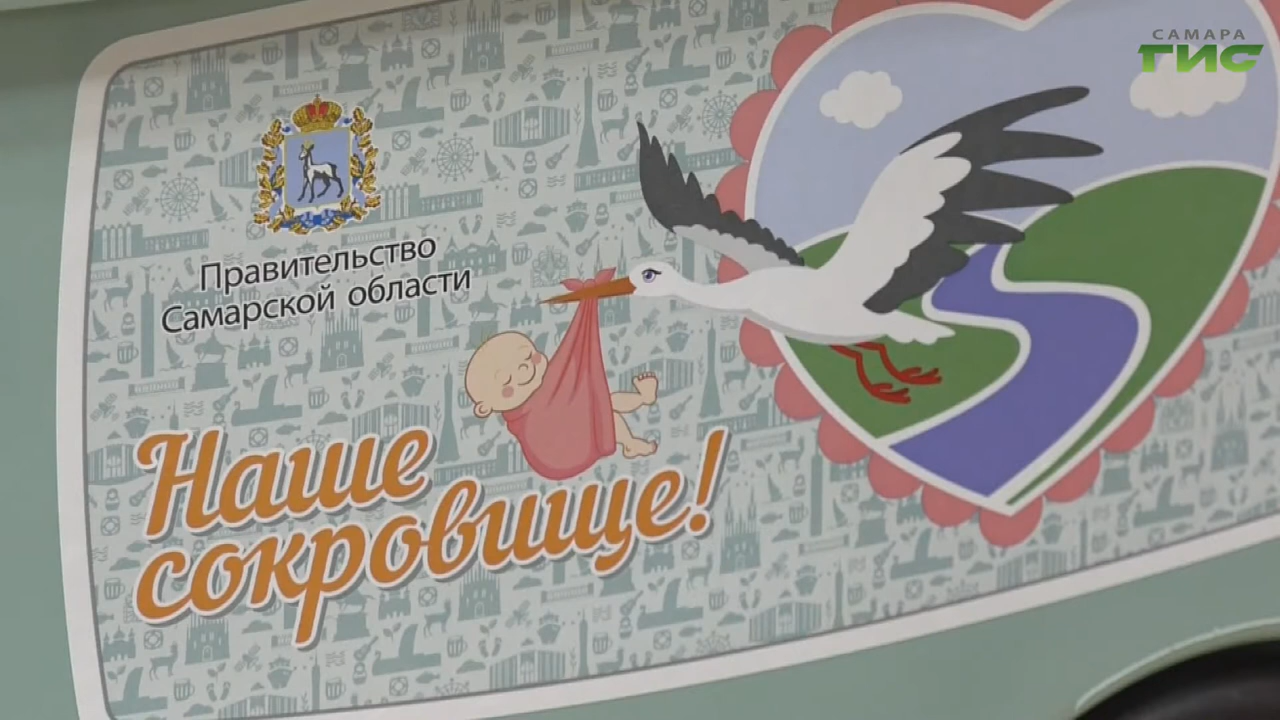 САМАРА
ГИС
Правительство
Самарской области
Наше
сокровище!